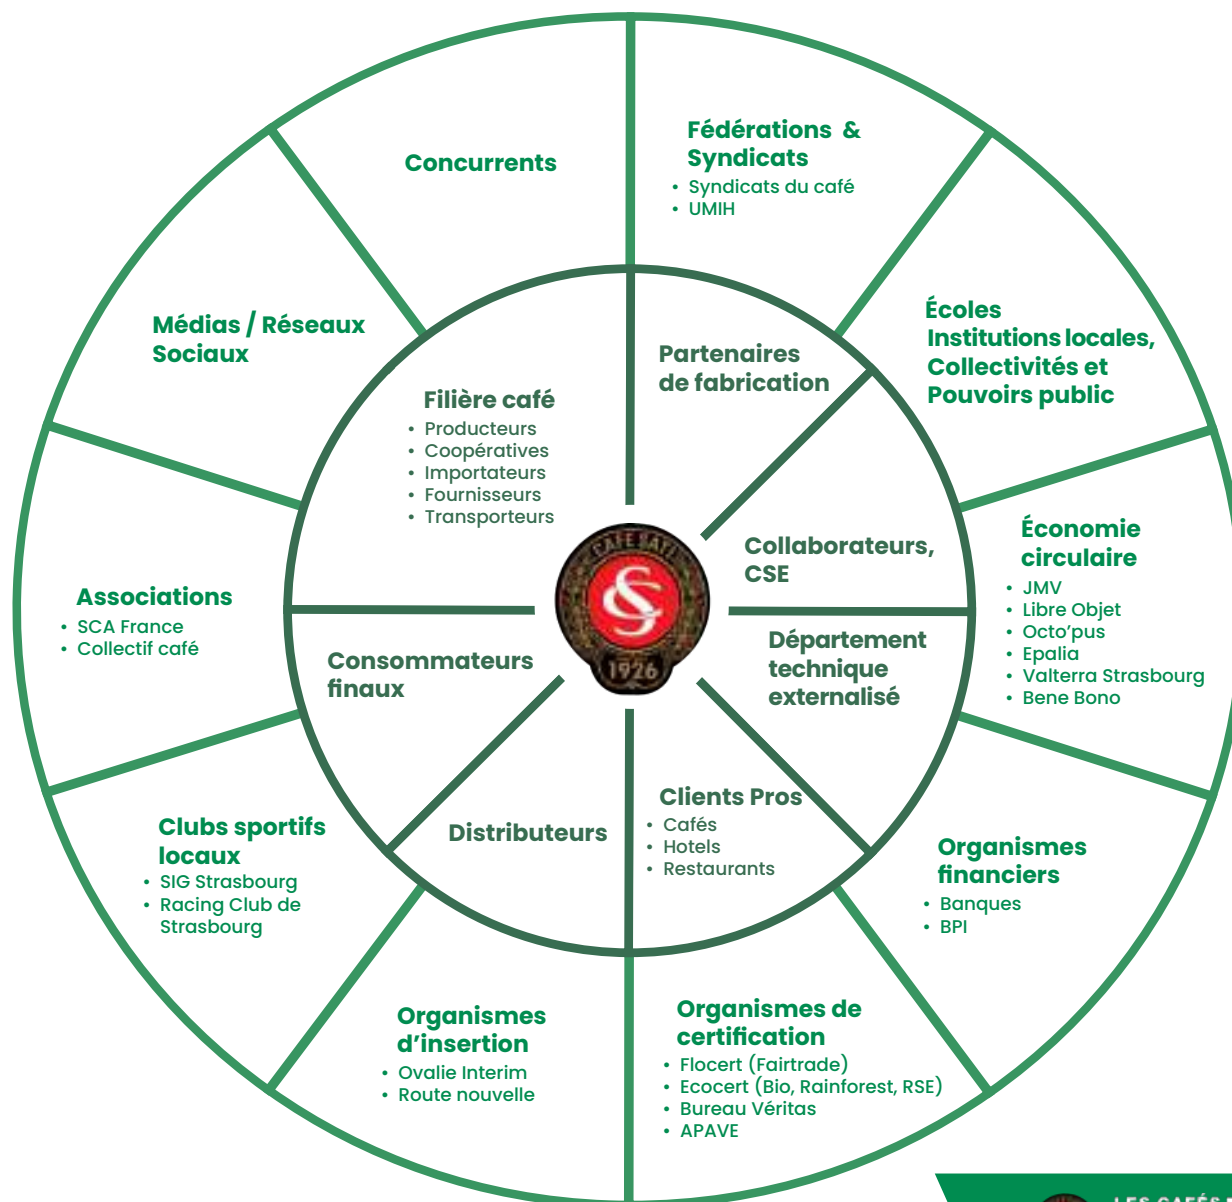 Concurrents
Fédérations &
Syndicats
• Syndicats du café
• UMIH
Écoles
Institutions locales,
Collectivités et
Pouvoirs public
Économie
circulaire
• JMV
• Libre Objet
• Octo'pus
• Epalia
• Valterra Strasbourg
• Bene Bono
Organismes
financiers
• Banques
• BPI
Organismes de
certification
• Flocert (Fairtrade)
• Ecocert (Bio, Rainforest, RSE)
• Bureau Véritas
• APAVE
Organismes
d'insertion
• Ovalie Interim
• Route nouvelle
Clubs sportifs
locaux
• SIG Strasbourg
• Racing Club de
Strasbourg
Associations
• SCA France
• Collectif café
Médias / Réseaux
Sociaux
Filière café
• Producteurs
• Coopératives
• Importateurs
• Fournisseurs
• Transporteurs
Partenaires
de fabrication
Collaborateurs,
CSE
Département
technique
externalisé
Clients Pros
• Cafés
• Hotels
• Restaurants
Distributeurs
Consommateurs
finaux
CAFÉ SATI
1926
LES CAFÉS